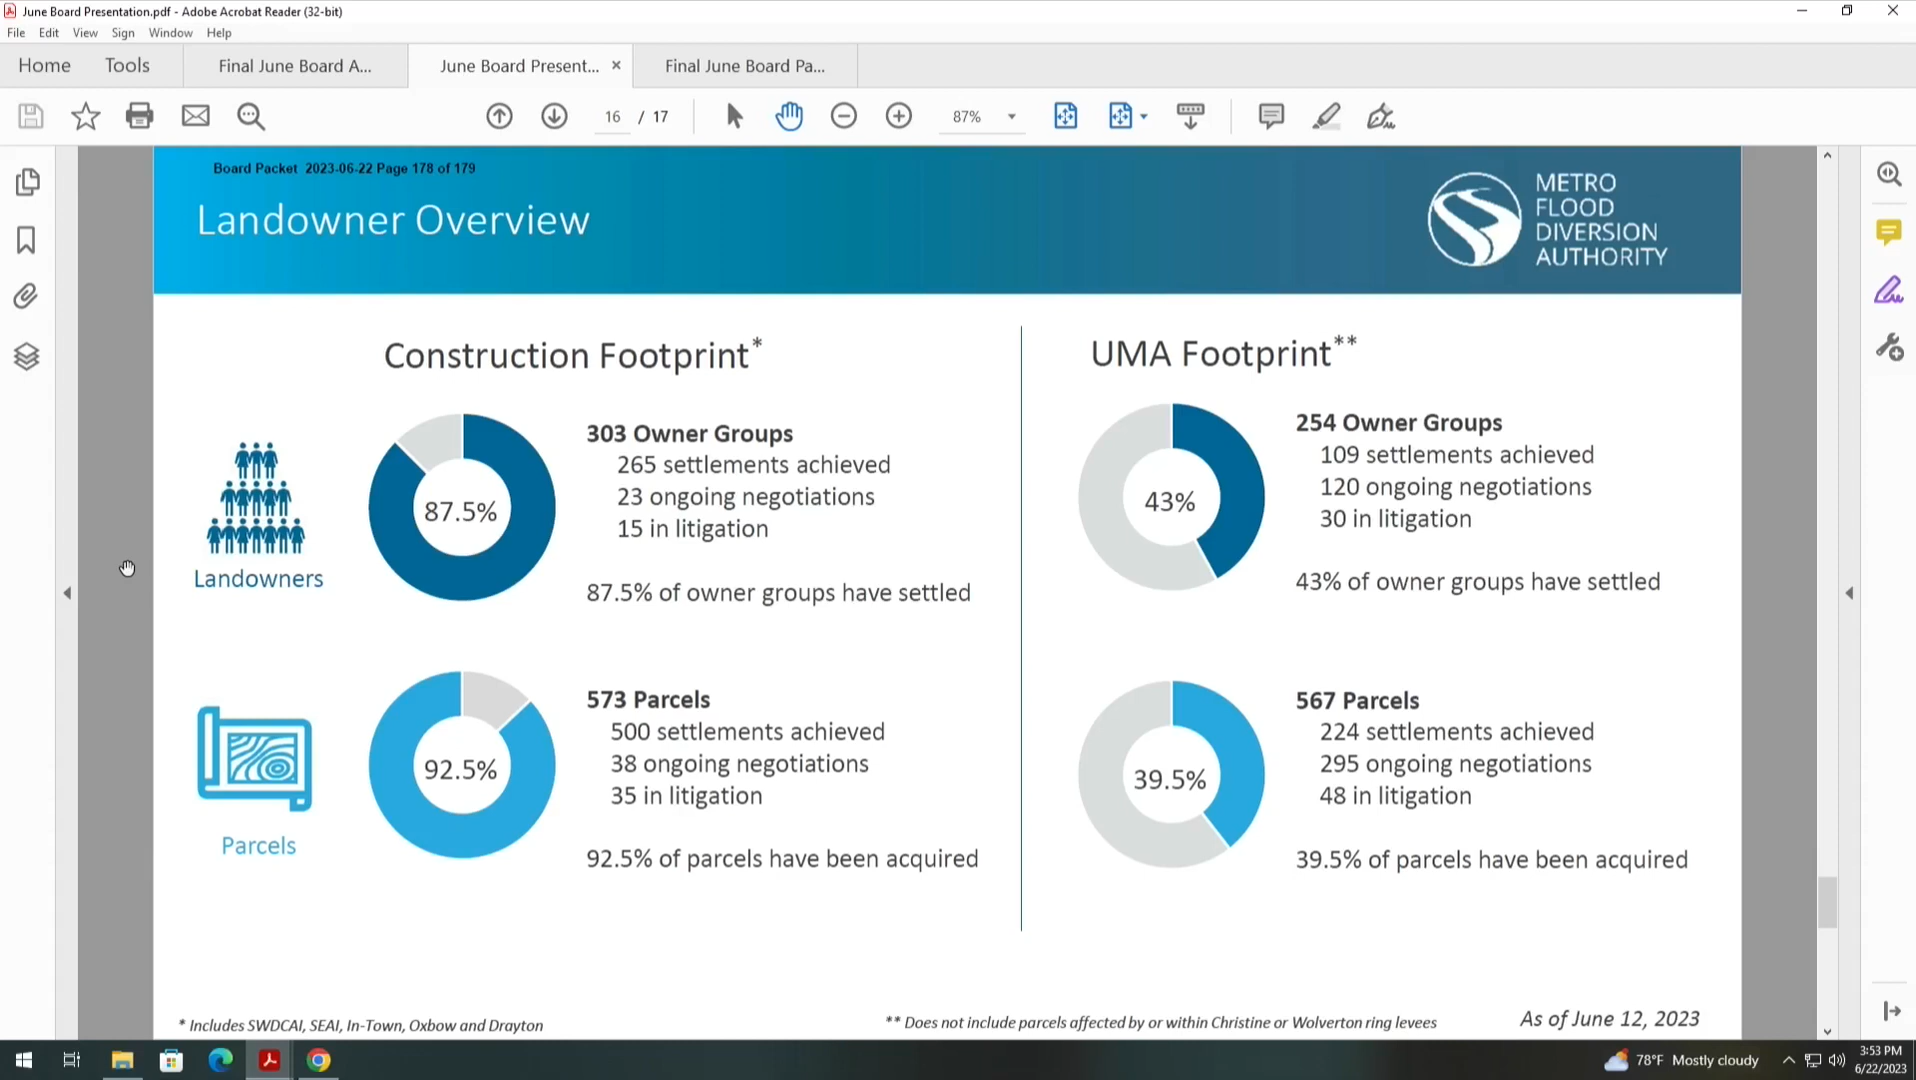 June Board Presentation.pdf - Adobe Acrobat Reader (32-bit)
File Edit View Sign Window Help
Home Tools Final June Board A... June Board Present... × Final June Board Pa...
16 / 17 87%
Board Packet 2023-06-22 Page 178 of 179
Landowner Overview
METRO
FLOOD
DIVERSION
AUTHORITY
Construction Footprint*
87.5%
303 Owner Groups
265 settlements achieved
23 ongoing negotiations
15 in litigation
87.5% of owner groups have settled
Landowners
92.5%
573 Parcels
500 settlements achieved
38 ongoing negotiations
35 in litigation
92.5% of parcels have been acquired
Parcels
UMA Footprint**
43%
254 Owner Groups
109 settlements achieved
120 ongoing negotiations
30 in litigation
43% of owner groups have settled
39.5%
567 Parcels
224 settlements achieved
295 ongoing negotiations
48 in litigation
39.5% of parcels have been acquired
* Includes SWDCAI, SEAI, In-Town, Oxbow and Drayton
** Does not include parcels affected by or within Christine or Wolverton ring levees
As of June 12, 2023
78°F Mostly cloudy
3:53 PM
6/22/2023